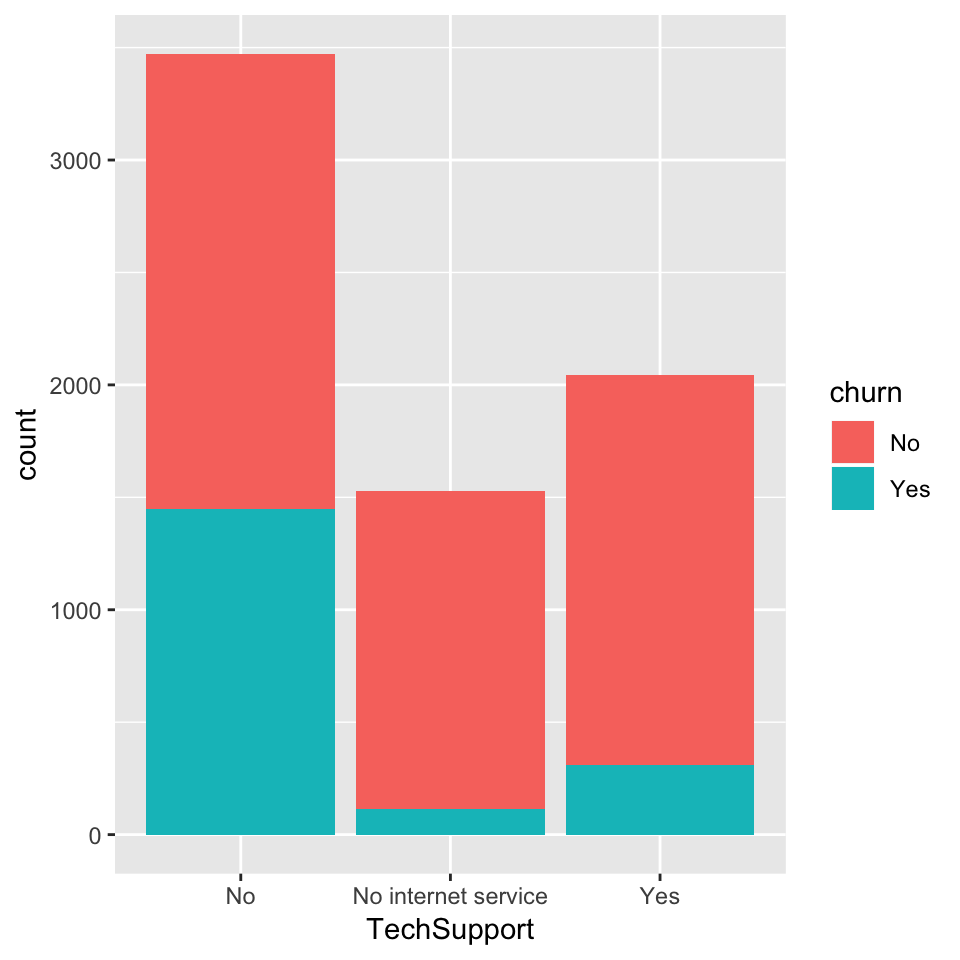 3000
2000
1000
0
count
No
No internet service
Yes
TechSupport
churn
No
Yes